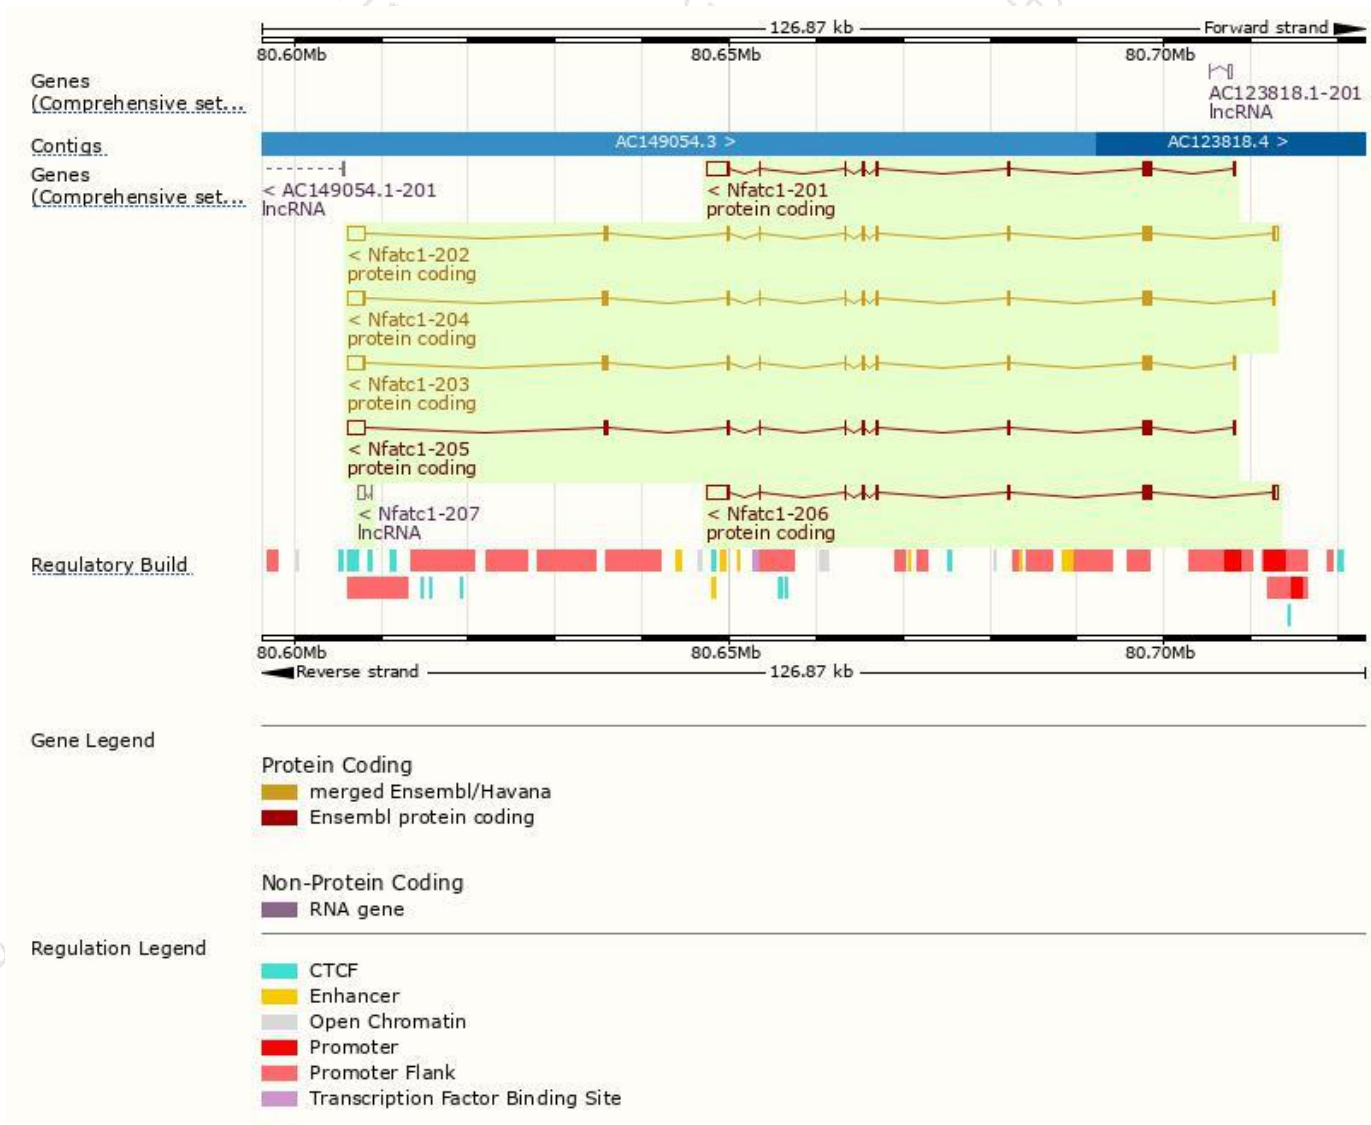 126.87 kb
Forward strand
80.60Mb 80.65Mb 80.70Mb
Genes
(Comprehensive set...
AC123818.1-201
lncRNA
Contigs
AC149054.3 >
AC123818.4 >
Genes
(Comprehensive set...
< AC149054.1-201
lncRNA
< Nfatc1-201
protein coding
< Nfatc1-202
protein coding
< Nfatc1-204
protein coding
< Nfatc1-203
protein coding
< Nfatc1-205
protein coding
< Nfatc1-207
lncRNA
< Nfatc1-206
protein coding
Regulatory Build
80.60Mb 80.65Mb 80.70Mb
Reverse strand
126.87 kb
Gene Legend
Protein Coding
merged Ensembl/Havana
Ensembl protein coding
Non-Protein Coding
RNA gene
Regulation Legend
CTCF
Enhancer
Open Chromatin
Promoter
Promoter Flank
Transcription Factor Binding Site